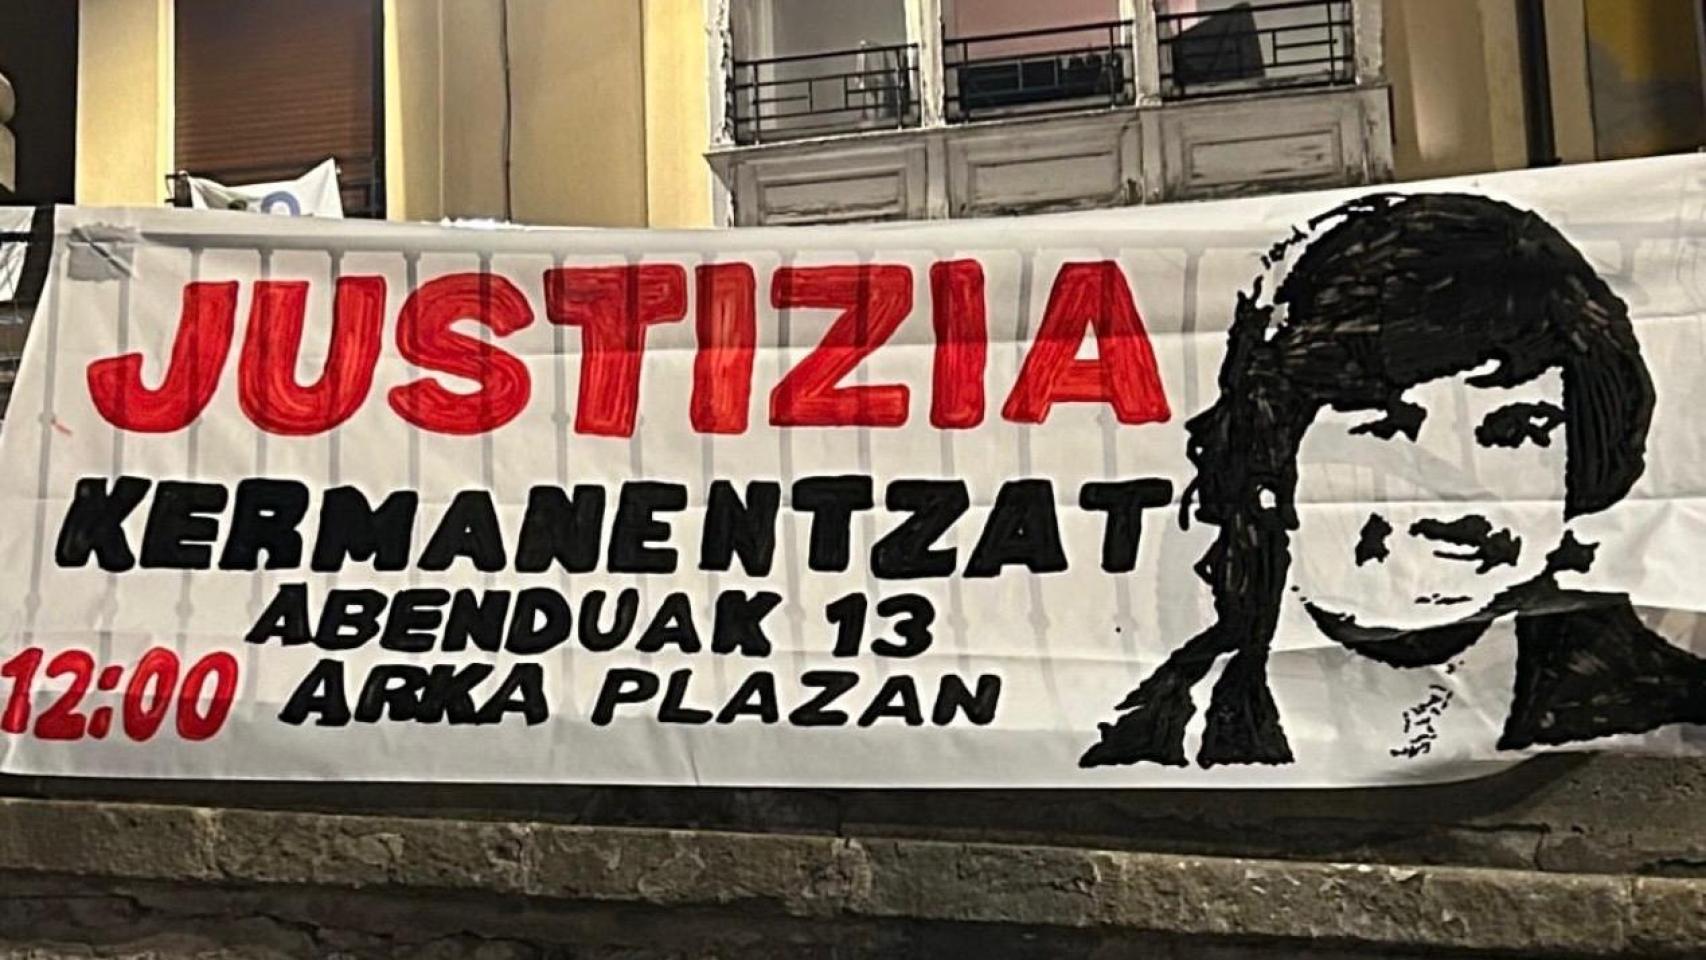 JUSTIZIA
KERMANENTZAT
ABENDUAK 13
12:00 ARKA PLAZAN